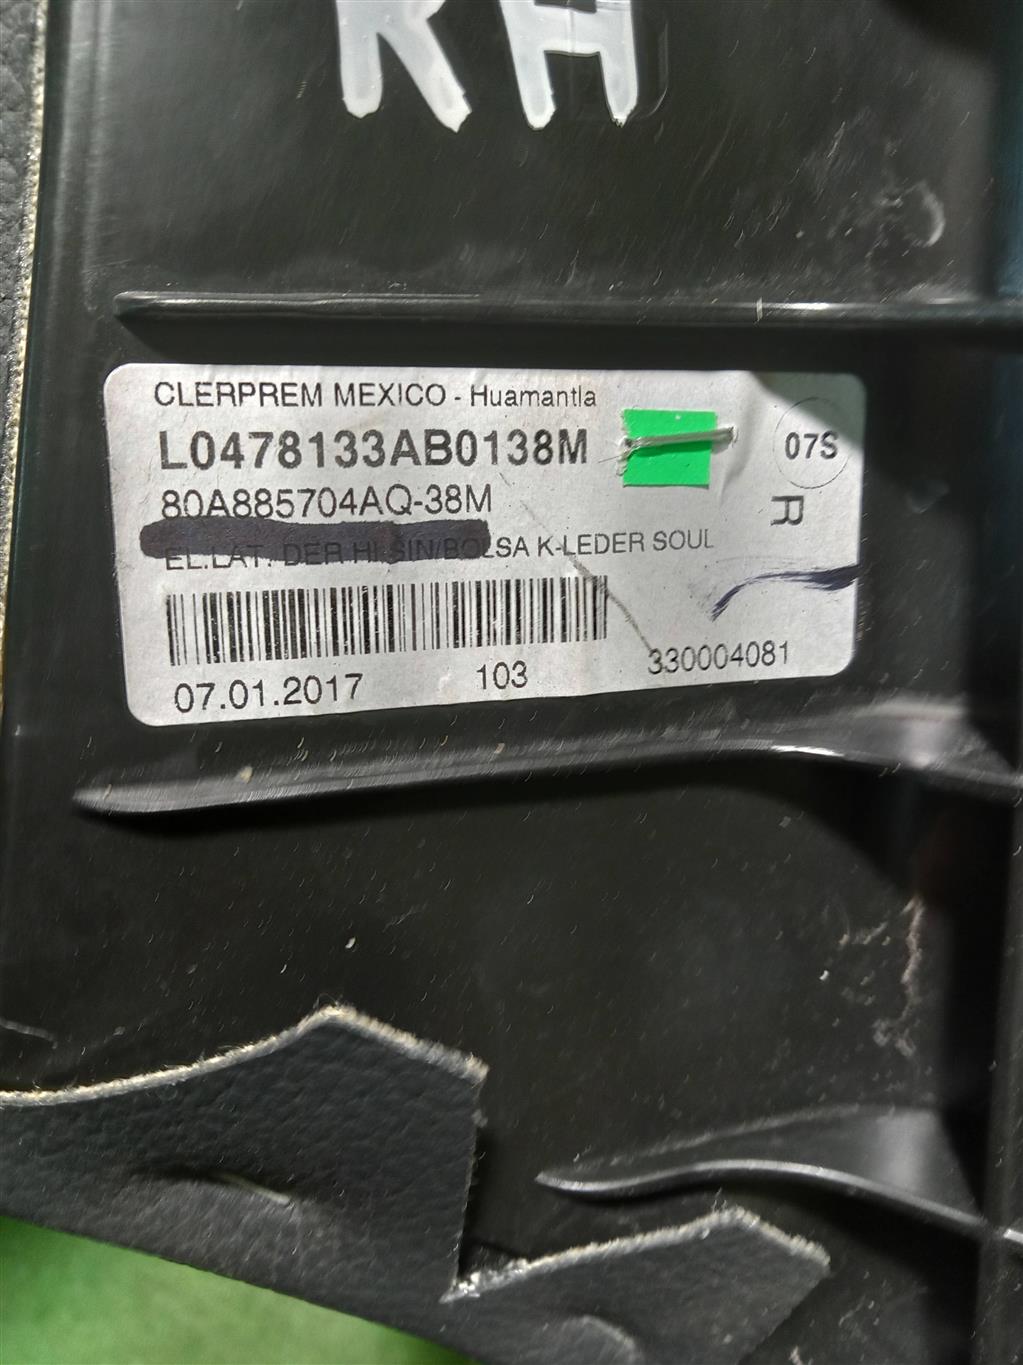 RH
CLERPREM MEXICO - Huamantla
L0478133AB0138M
07S
80A885704AQ-38M
R
EL.LAT. DER.HI.SIN/BOLSA K-LEDER SOUL
07.01.2017
103
330004081